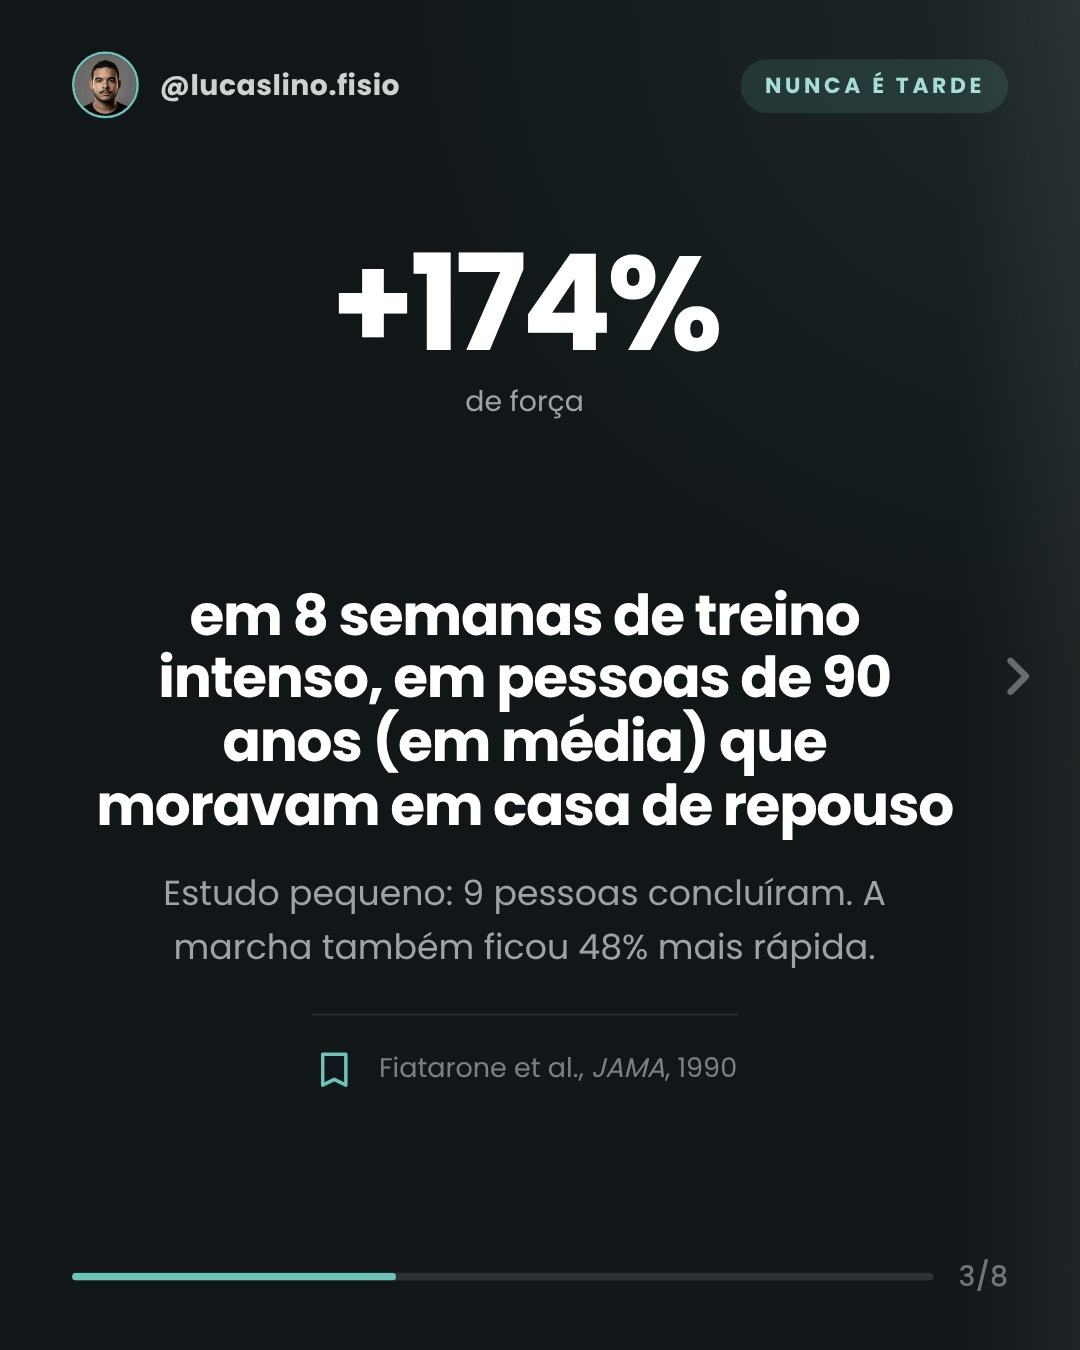 @lucaslino.fisio
NUNCA É TARDE
+174%
de força
em 8 semanas de treino
intenso, em pessoas de 90
anos (em média) que
moravam em casa de repouso
Estudo pequeno: 9 pessoas concluíram. A
marcha também ficou 48% mais rápida.
Fiatarone et al., JAMA, 1990
3/8